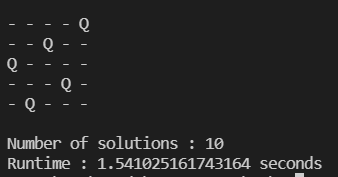 - - - - Q
- - Q - -
Q - - - -
- - - Q -
- Q - - -
Number of solutions : 10
Runtime : 1.541025161743164 seconds